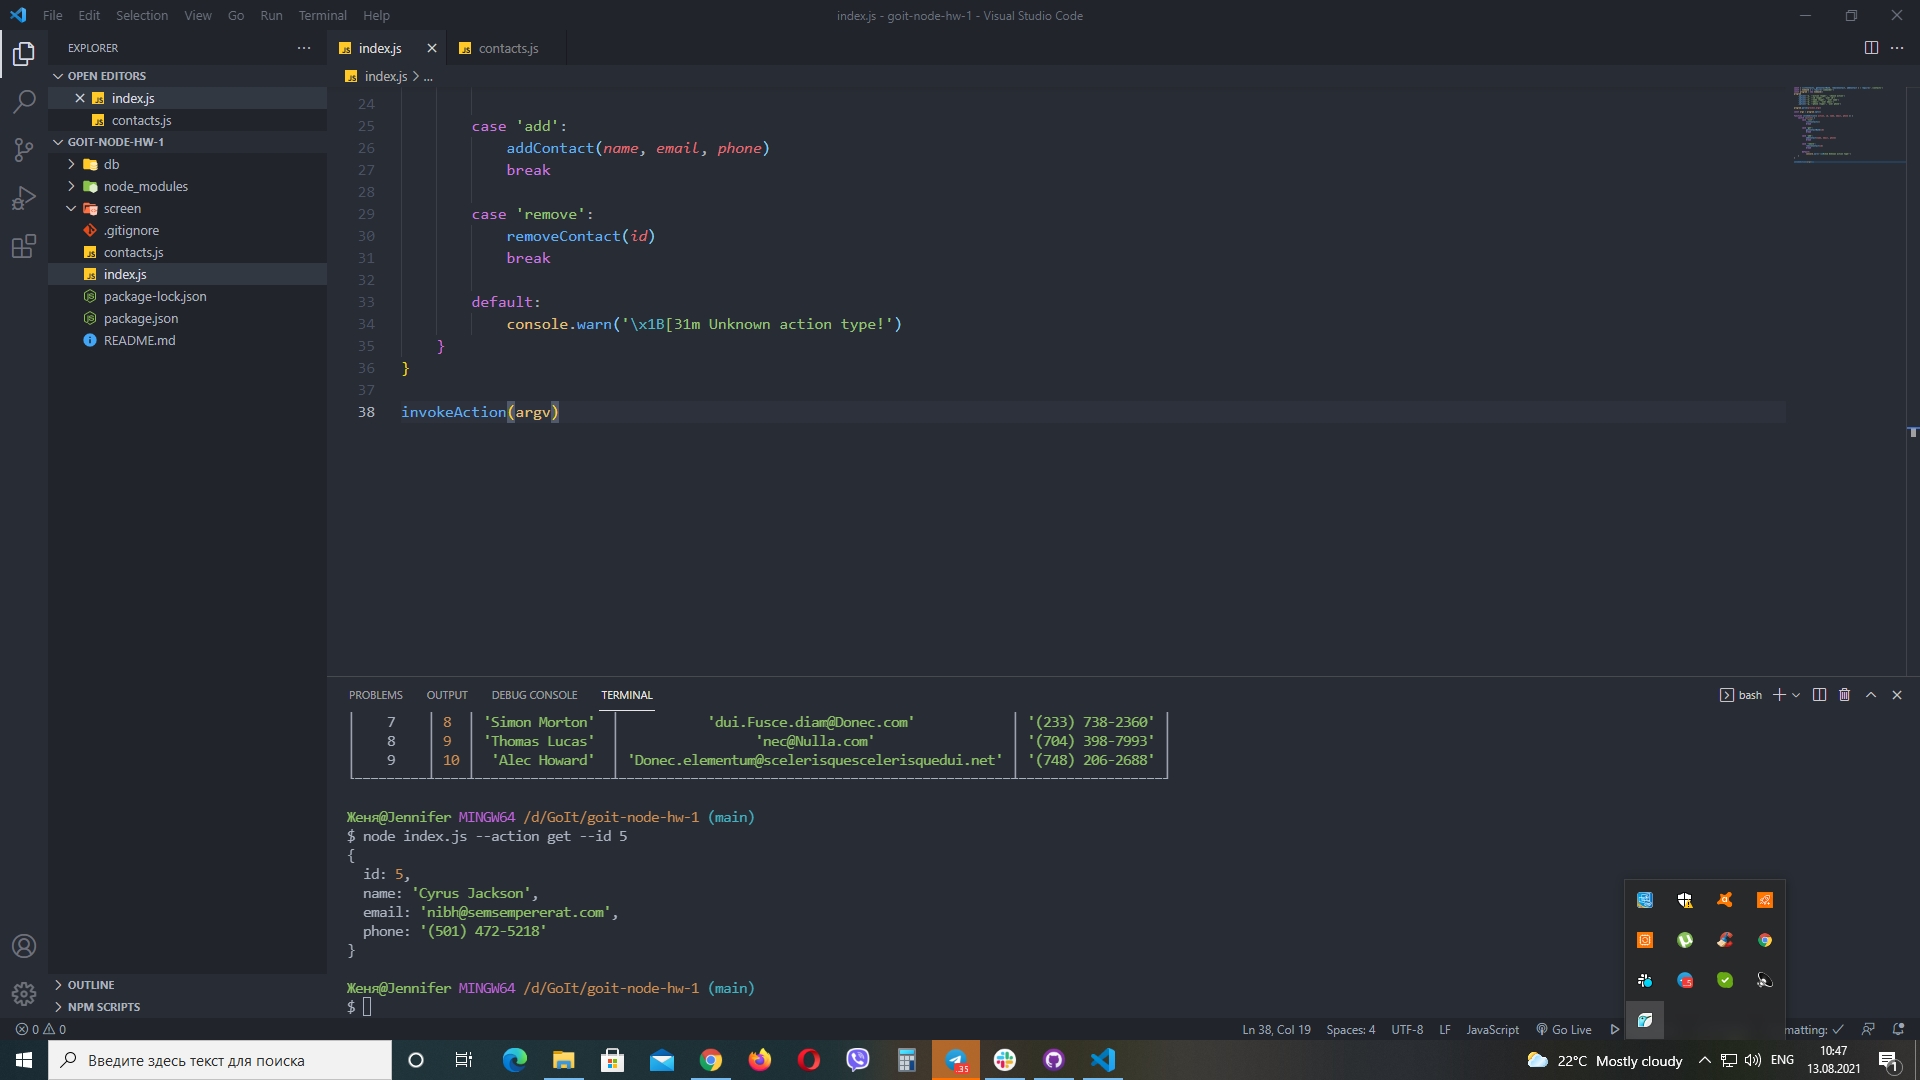 File Edit Selection View Go Run Terminal Help
index.js - goit-node-hw-1 - Visual Studio Code
EXPLORER
OPEN EDITORS
index.js
contacts.js
GOIT-NODE-HW-1
db
node_modules
screen
.gitignore
contacts.js
index.js
package-lock.json
package.json
README.md
OUTLINE
NPM SCRIPTS
index.js
contacts.js
index.js > ...
24
25 case 'add':
26 addContact(name, email, phone)
27 break
28
29 case 'remove':
30 removeContact(id)
31 break
32
33 default:
34 console.warn('\x1B[31m Unknown action type!')
35 }
36 }
37
38 invokeAction(argv)
PROBLEMS OUTPUT DEBUG CONSOLE TERMINAL
bash
7 8 'Simon Morton' 'dui.Fusce.diam@Donec.com' '(233) 738-2360'
8 9 'Thomas Lucas' 'nec@Nulla.com' '(704) 398-7993'
9 10 'Alec Howard' 'Donec.elementum@scelerisquescelerisquedui.net' '(748) 206-2688'
Женя@Jennifer MINGW64 /d/GoIt/goit-node-hw-1 (main)
$ node index.js --action get --id 5
{
id: 5,
name: 'Cyrus Jackson',
email: 'nibh@semsempererat.com',
phone: '(501) 472-5218'
}
Женя@Jennifer MINGW64 /d/GoIt/goit-node-hw-1 (main)
$
0 0
Ln 38, Col 19 Spaces: 4 UTF-8 LF JavaScript Go Live matting:
Введите здесь текст для поиска
22°C Mostly cloudy
ENG
10:47
13.08.2021
1